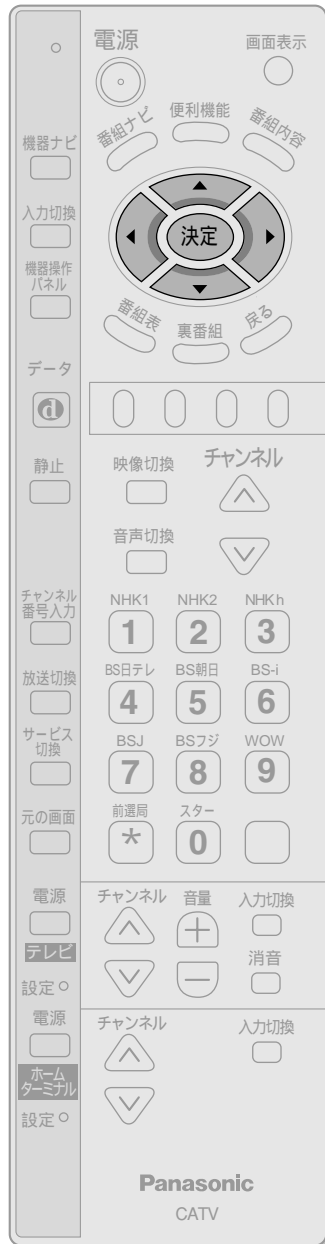 電源
画面表示
番組ナビ
便利機能
番組内容
機器ナビ
入力切換
決定
機器操作
パネル
番組表
裏番組
戻る
データ
d
静止
映像切換
チャンネル
音声切換
チャンネル
番号入力
NHK1
NHK2
NHKh
1
2
3
放送切換
BS日テレ
BS朝日
BS-i
4
5
6
サービス
切換
BSJ
BSフジ
WOW
7
8
9
元の画面
前選局
スター
*
0
電源
テレビ
設定
チャンネル
音量
入力切換
+
消音
−
電源
ホーム
ターミナル
設定
チャンネル
入力切換
Panasonic
CATV